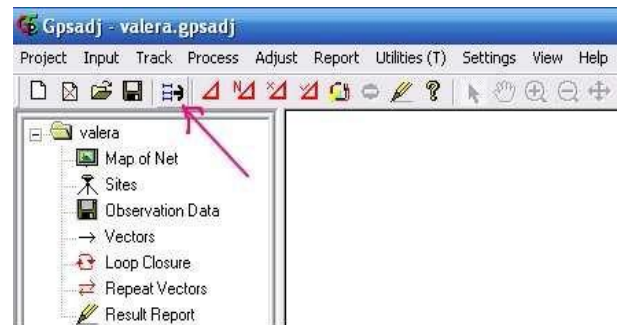 Gpsadj - valera.gpsadj
Project Input Track Process Adjust Report Utilities (T) Settings View Help
valera
Map of Net
Sites
Observation Data
Vectors
Loop Closure
Repeat Vectors
Result Report